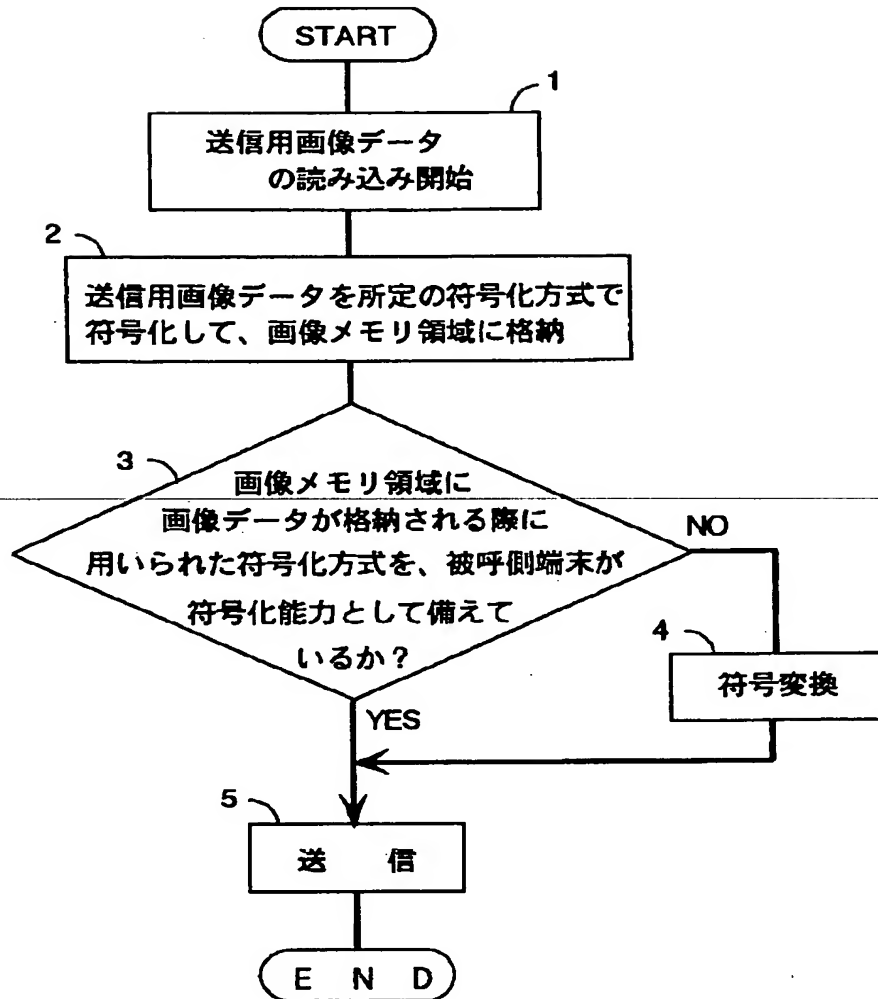 START
1
送信用画像データ
の読み込み開始
2
送信用画像データを所定の符号化方式で
符号化して、画像メモリ領域に格納
3
画像メモリ領域に
画像データが格納される際に
用いられた符号化方式を、被呼側端末が
符号化能力として備えて
いるか？
NO
4
符号変換
YES
5
送 信
E N D